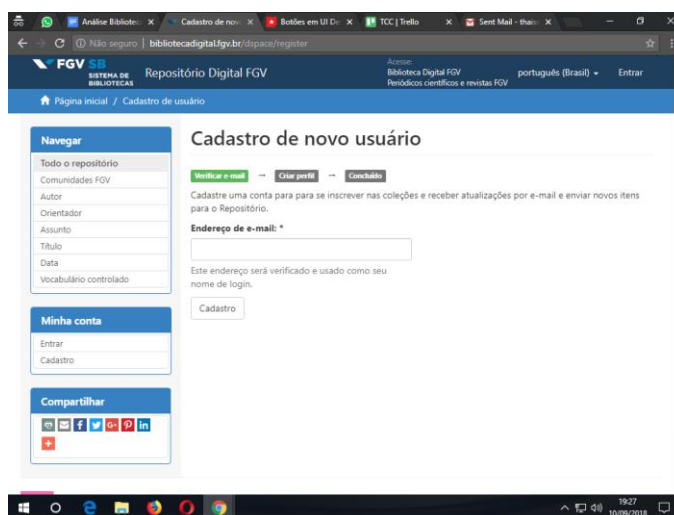 Análise Bibliotec
Cadastro de nov
Botões em UI De
TCC | Trello
Sent Mail - thais
Não seguro | bibliotecadigital.fgv.br/dspace/register
FGV SB
SISTEMA DE
BIBLIOTECAS
Repositório Digital FGV
Acesse:
Biblioteca Digital FGV
Periódicos científicos e revistas FGV
português (Brasil)
Entrar
Página inicial / Cadastro de usuário
Navegar
Todo o repositório
Comunidades FGV
Autor
Orientador
Assunto
Título
Data
Vocabulário controlado
Minha conta
Entrar
Cadastro
Compartilhar
Cadastro de novo usuário
Verificar e-mail → Criar perfil → Concluído
Cadastre uma conta para para se inscrever nas coleções e receber atualizações por e-mail e enviar novos itens
para o Repositório.
Endereço de e-mail: *
Este endereço será verificado e usado como seu
nome de login.
Cadastro
19:27
10/09/2018